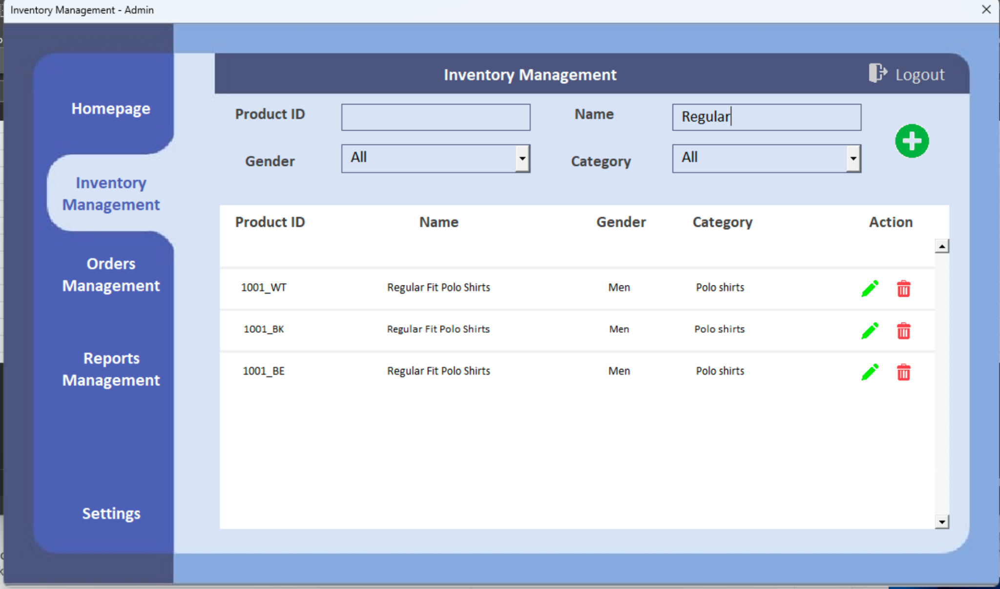 Inventory Management - Admin
Inventory Management
Logout
Homepage
Inventory
Management
Orders
Management
Reports
Management
Settings
Product ID
Name
Regular
Gender
All
Category
All
Product ID Name Gender Category Action
1001_WT Regular Fit Polo Shirts Men Polo shirts
1001_BK Regular Fit Polo Shirts Men Polo shirts
1001_BE Regular Fit Polo Shirts Men Polo shirts